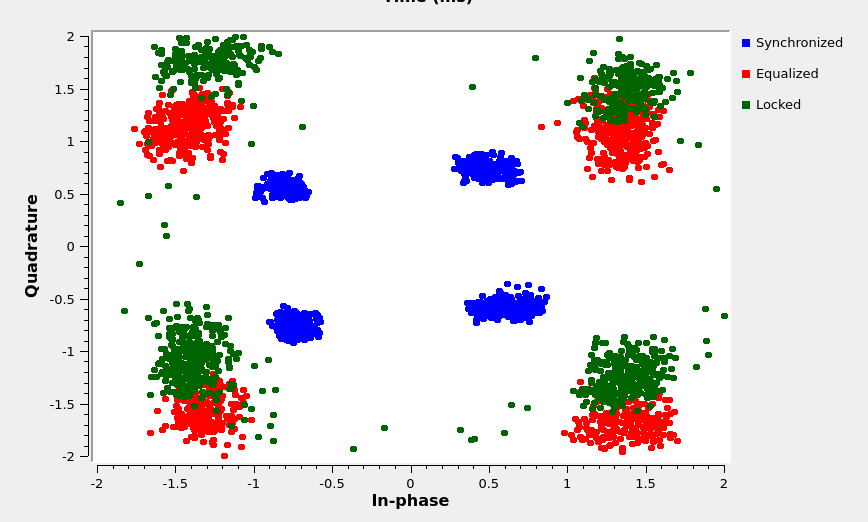 Time (ms)
2
1.5
1
0.5
0
-0.5
-1
-1.5
-2
Quadrature
-2 -1.5 -1 -0.5 0 0.5 1 1.5 2
In-phase
Synchronized
Equalized
Locked